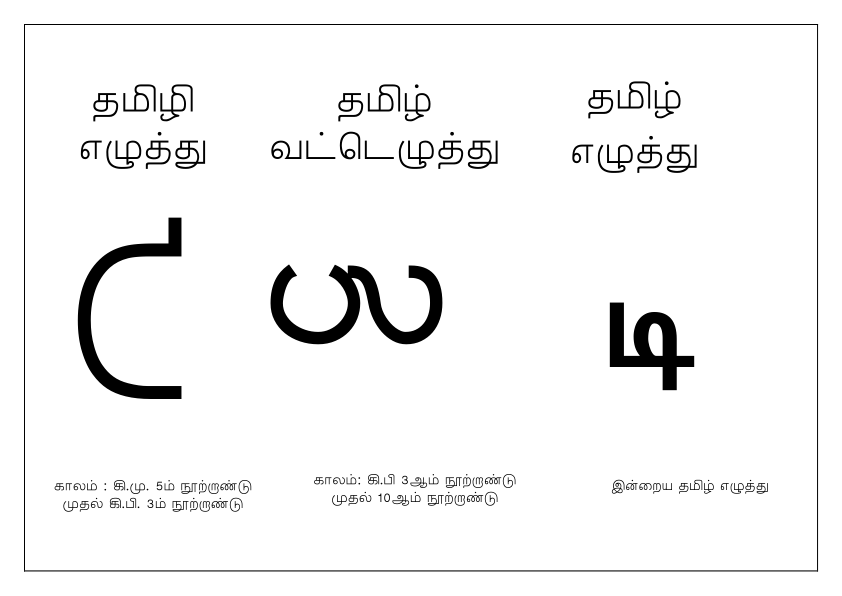 தமிழி
எழுத்து
தமிழ்
வட்டெழுத்து
தமிழ்
எழுத்து
டி
காலம் : கி.மு. 5ம் நூற்றாண்டு
முதல் கி.பி. 3ம் நூற்றாண்டு
காலம்: கி.பி 3ஆம் நூற்றாண்டு
முதல் 10ஆம் நூற்றாண்டு
இன்றைய தமிழ் எழுத்து